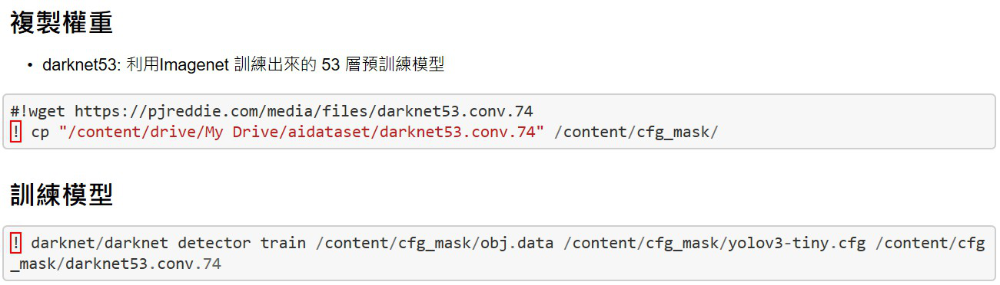 複製權重
• darknet53: 利用Imagenet 訓練出來的 53 層預訓練模型
#!wget https://pjreddie.com/media/files/darknet53.conv.74
! cp "/content/drive/My Drive/aidataset/darknet53.conv.74" /content/cfg_mask/
訓練模型
! darknet/darknet detector train /content/cfg_mask/obj.data /content/cfg_mask/yolov3-tiny.cfg /content/cfg
_mask/darknet53.conv.74